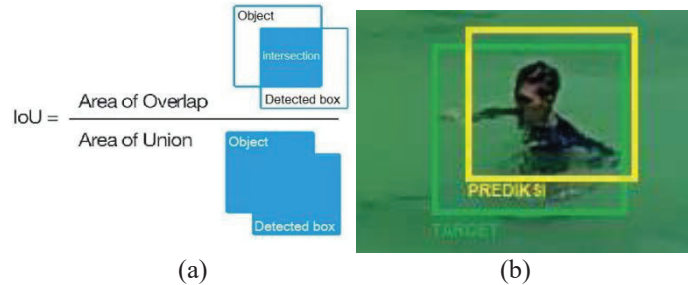 Object
intersection
Detected box
IoU = Area of Overlap
Area of Union
Object
Detected box
PREDIKSI
TARGET
(a)
(b)